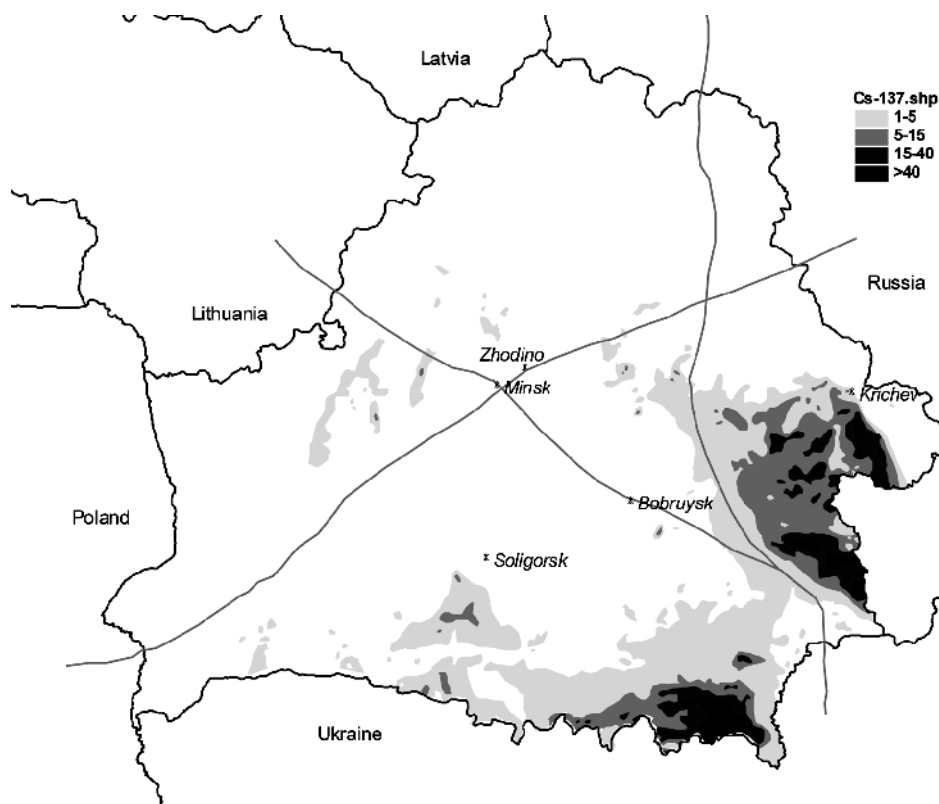 Latvia
Cs-137.shp
1-5
5-15
15-40
>40
Russia
Lithuania
Zhodino
Minsk
Krichev
Bobruysk
Poland
Soligorsk
Ukraine